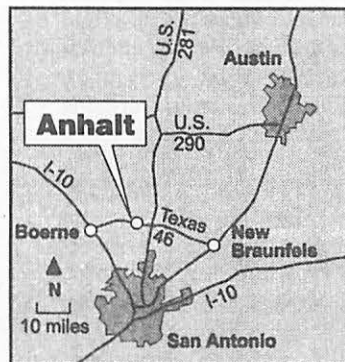 U.S.
281
Austin
Anhalt
U.S.
290
I-10
Texas
46
Boerne
New
Braunfels
N
10 miles
I-10
San Antonio